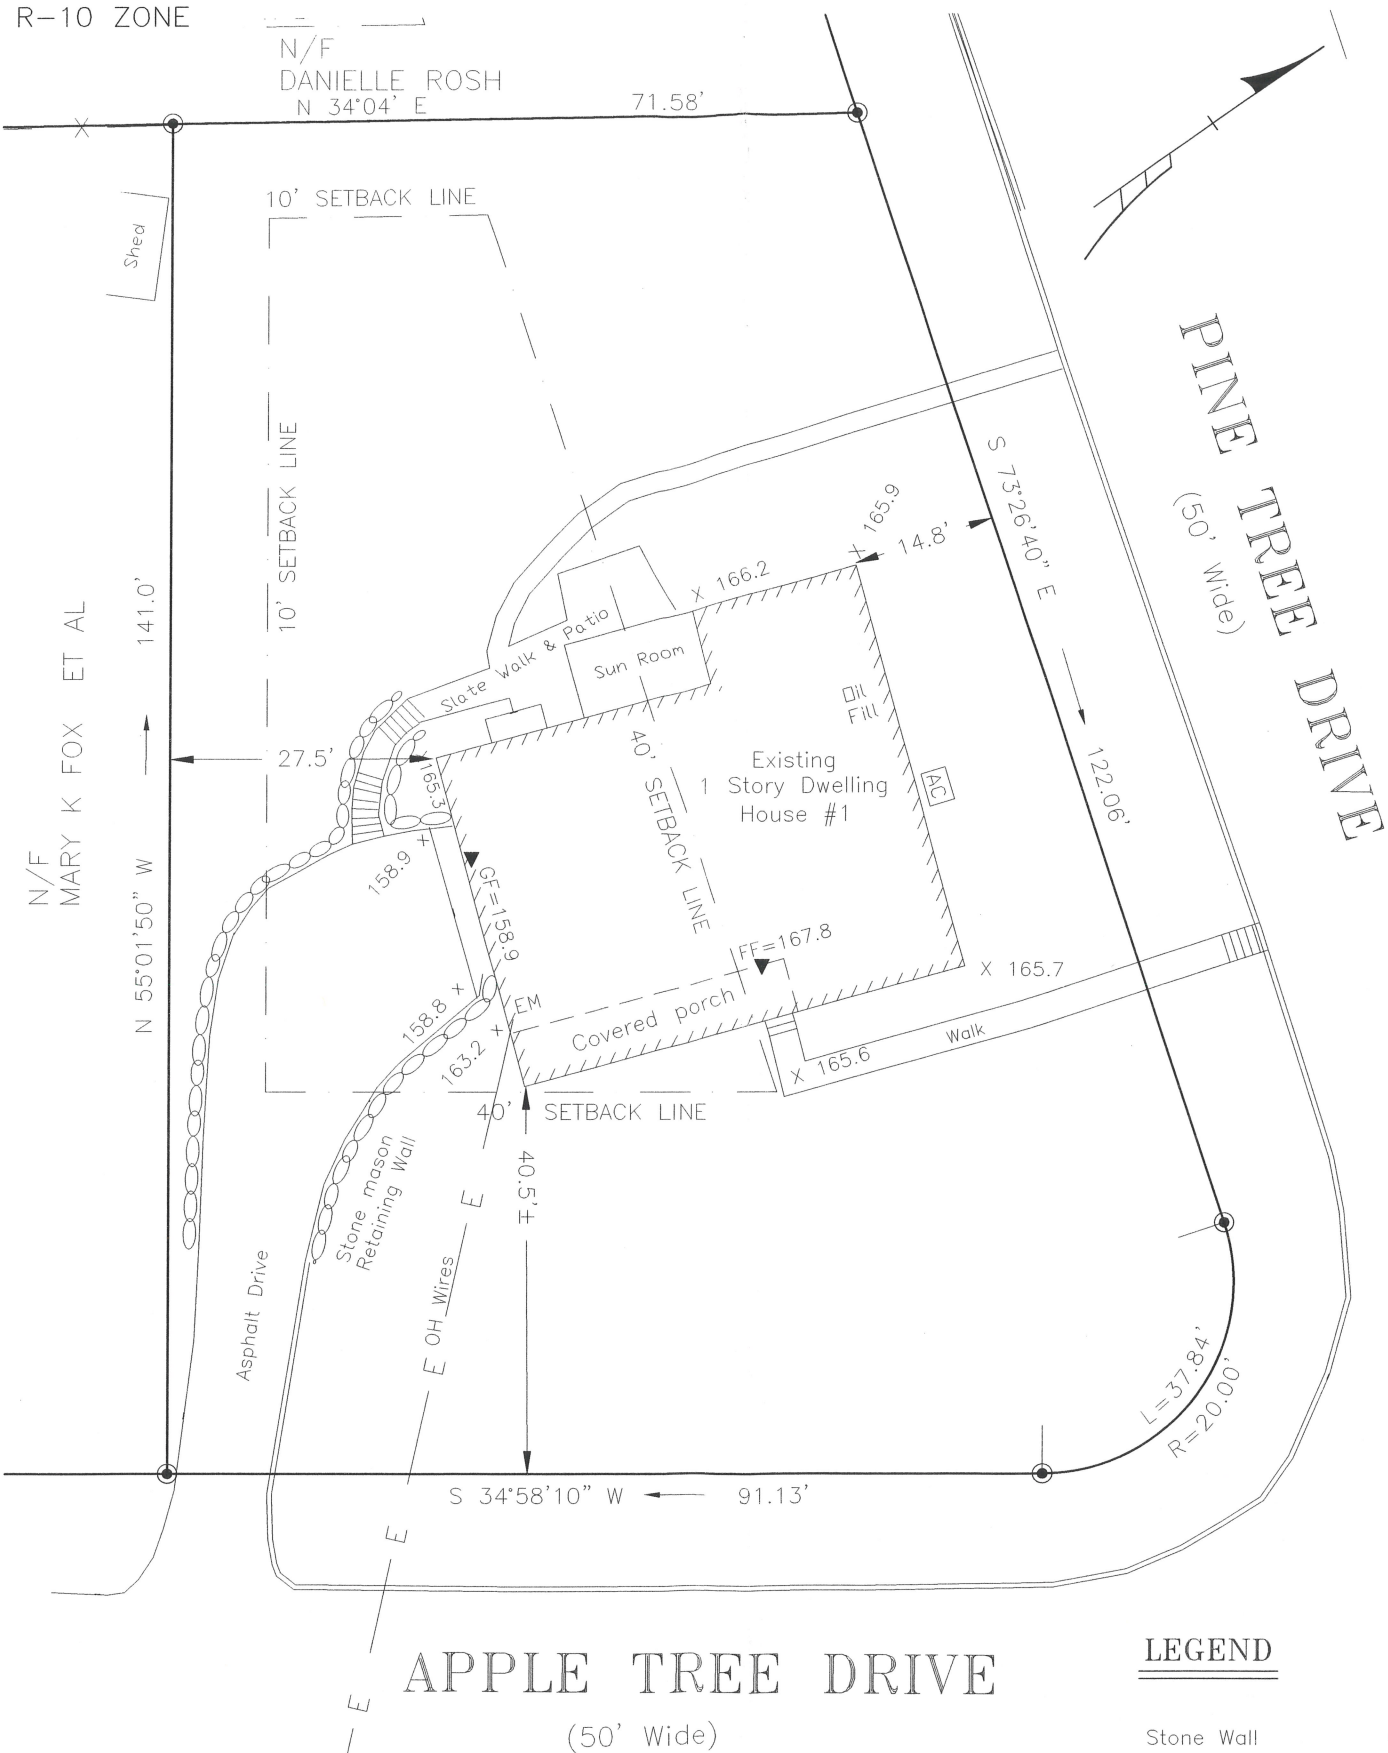 R-10 ZONE
N/F
DANIELLE ROSH
N 34°04' E
71.58'
X
10' SETBACK LINE
Shed
10' SETBACK LINE
141.0'
N 55°01'50" W
N/F
MARY K FOX ET AL
PINE TREE DRIVE
(50' Wide)
S 73°26'40" E
122.06'
X 165.9
14.8'
X 166.2
Slate Walk & Patio
Sun Room
Oil
Fill
40' SETBACK LINE
Existing
1 Story Dwelling
House #1
AC
27.5'
165.3
X
158.9
GF=158.9
FF=167.8
X 165.7
X
158.8
EM
X
163.2
Covered porch
X 165.6
Walk
40' SETBACK LINE
40.5'±
Stone mason
Retaining Wall
E
E
OH Wires
Asphalt Drive
L=37.84'
R=20.00'
S 34°58'10" W
91.13'
E
E
APPLE TREE DRIVE
(50' Wide)
LEGEND
Stone Wall